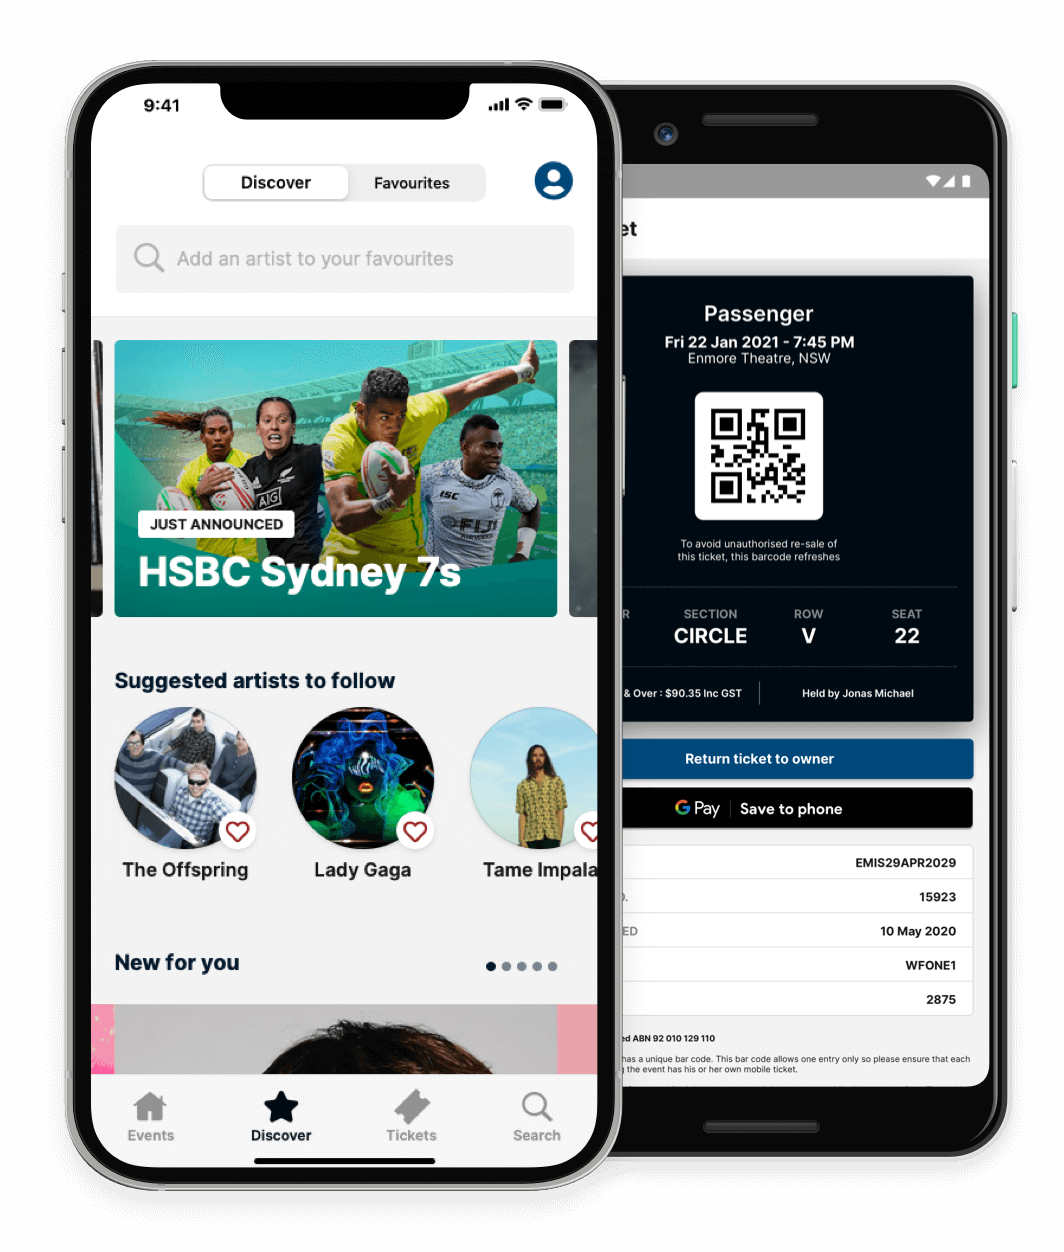 9:41
Discover
Favourites
Add an artist to your favourites
AIG
ISC
FIJI
AIRWAYS
JUST ANNOUNCED
HSBC Sydney 7s
Suggested artists to follow
The Offspring
Lady Gaga
Tame Impala
New for you
Events
Discover
Tickets
Search
et
Passenger
Fri 22 Jan 2021 - 7:45 PM
Enmore Theatre, NSW
To avoid unauthorised re-sale of
this ticket, this barcode refreshes
R SECTION ROW SEAT
CIRCLE V 22
& Over : $90.35 Inc GST
Held by Jonas Michael
Return ticket to owner
G Pay Save to phone
EMIS29APR2029
15923
ED 10 May 2020
WFONE1
2875
ed ABN 92 010 129 110
has a unique bar code. This bar code allows one entry only so please ensure that each
g the event has his or her own mobile ticket.